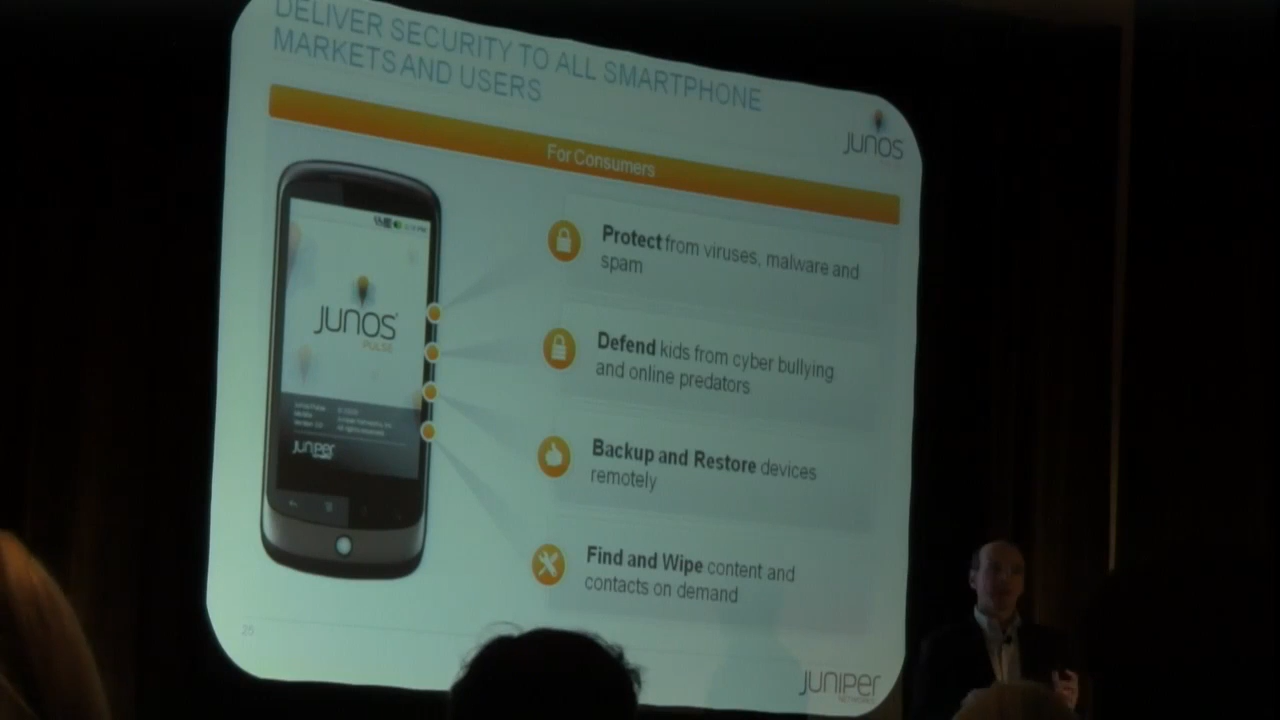 DELIVER SECURITY TO ALL SMARTPHONE
MARKETS AND USERS
JUNOS
For Consumers
Protect from viruses, malware and
spam
Defend kids from cyber bullying
and online predators
Backup and Restore devices
remotely
Find and Wipe content and
contacts on demand
JUNOS
PULSE
JUNIPER
25
JUNIPER
NETWORKS